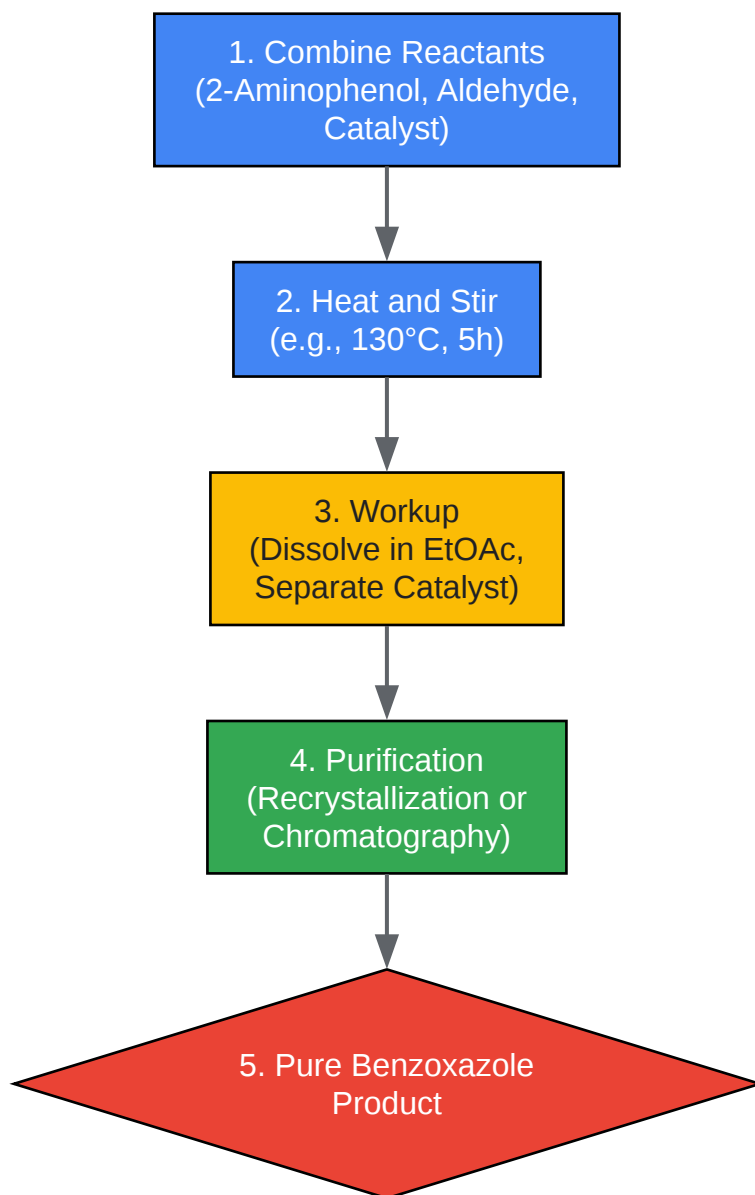 1. Combine Reactants
(2-Aminophenol, Aldehyde,
Catalyst)
2. Heat and Stir
(e.g., 130°C, 5h)
3. Workup
(Dissolve in EtOAc,
Separate Catalyst)
4. Purification
(Recrystallization or
Chromatography)
5. Pure Benzoxazole
Product